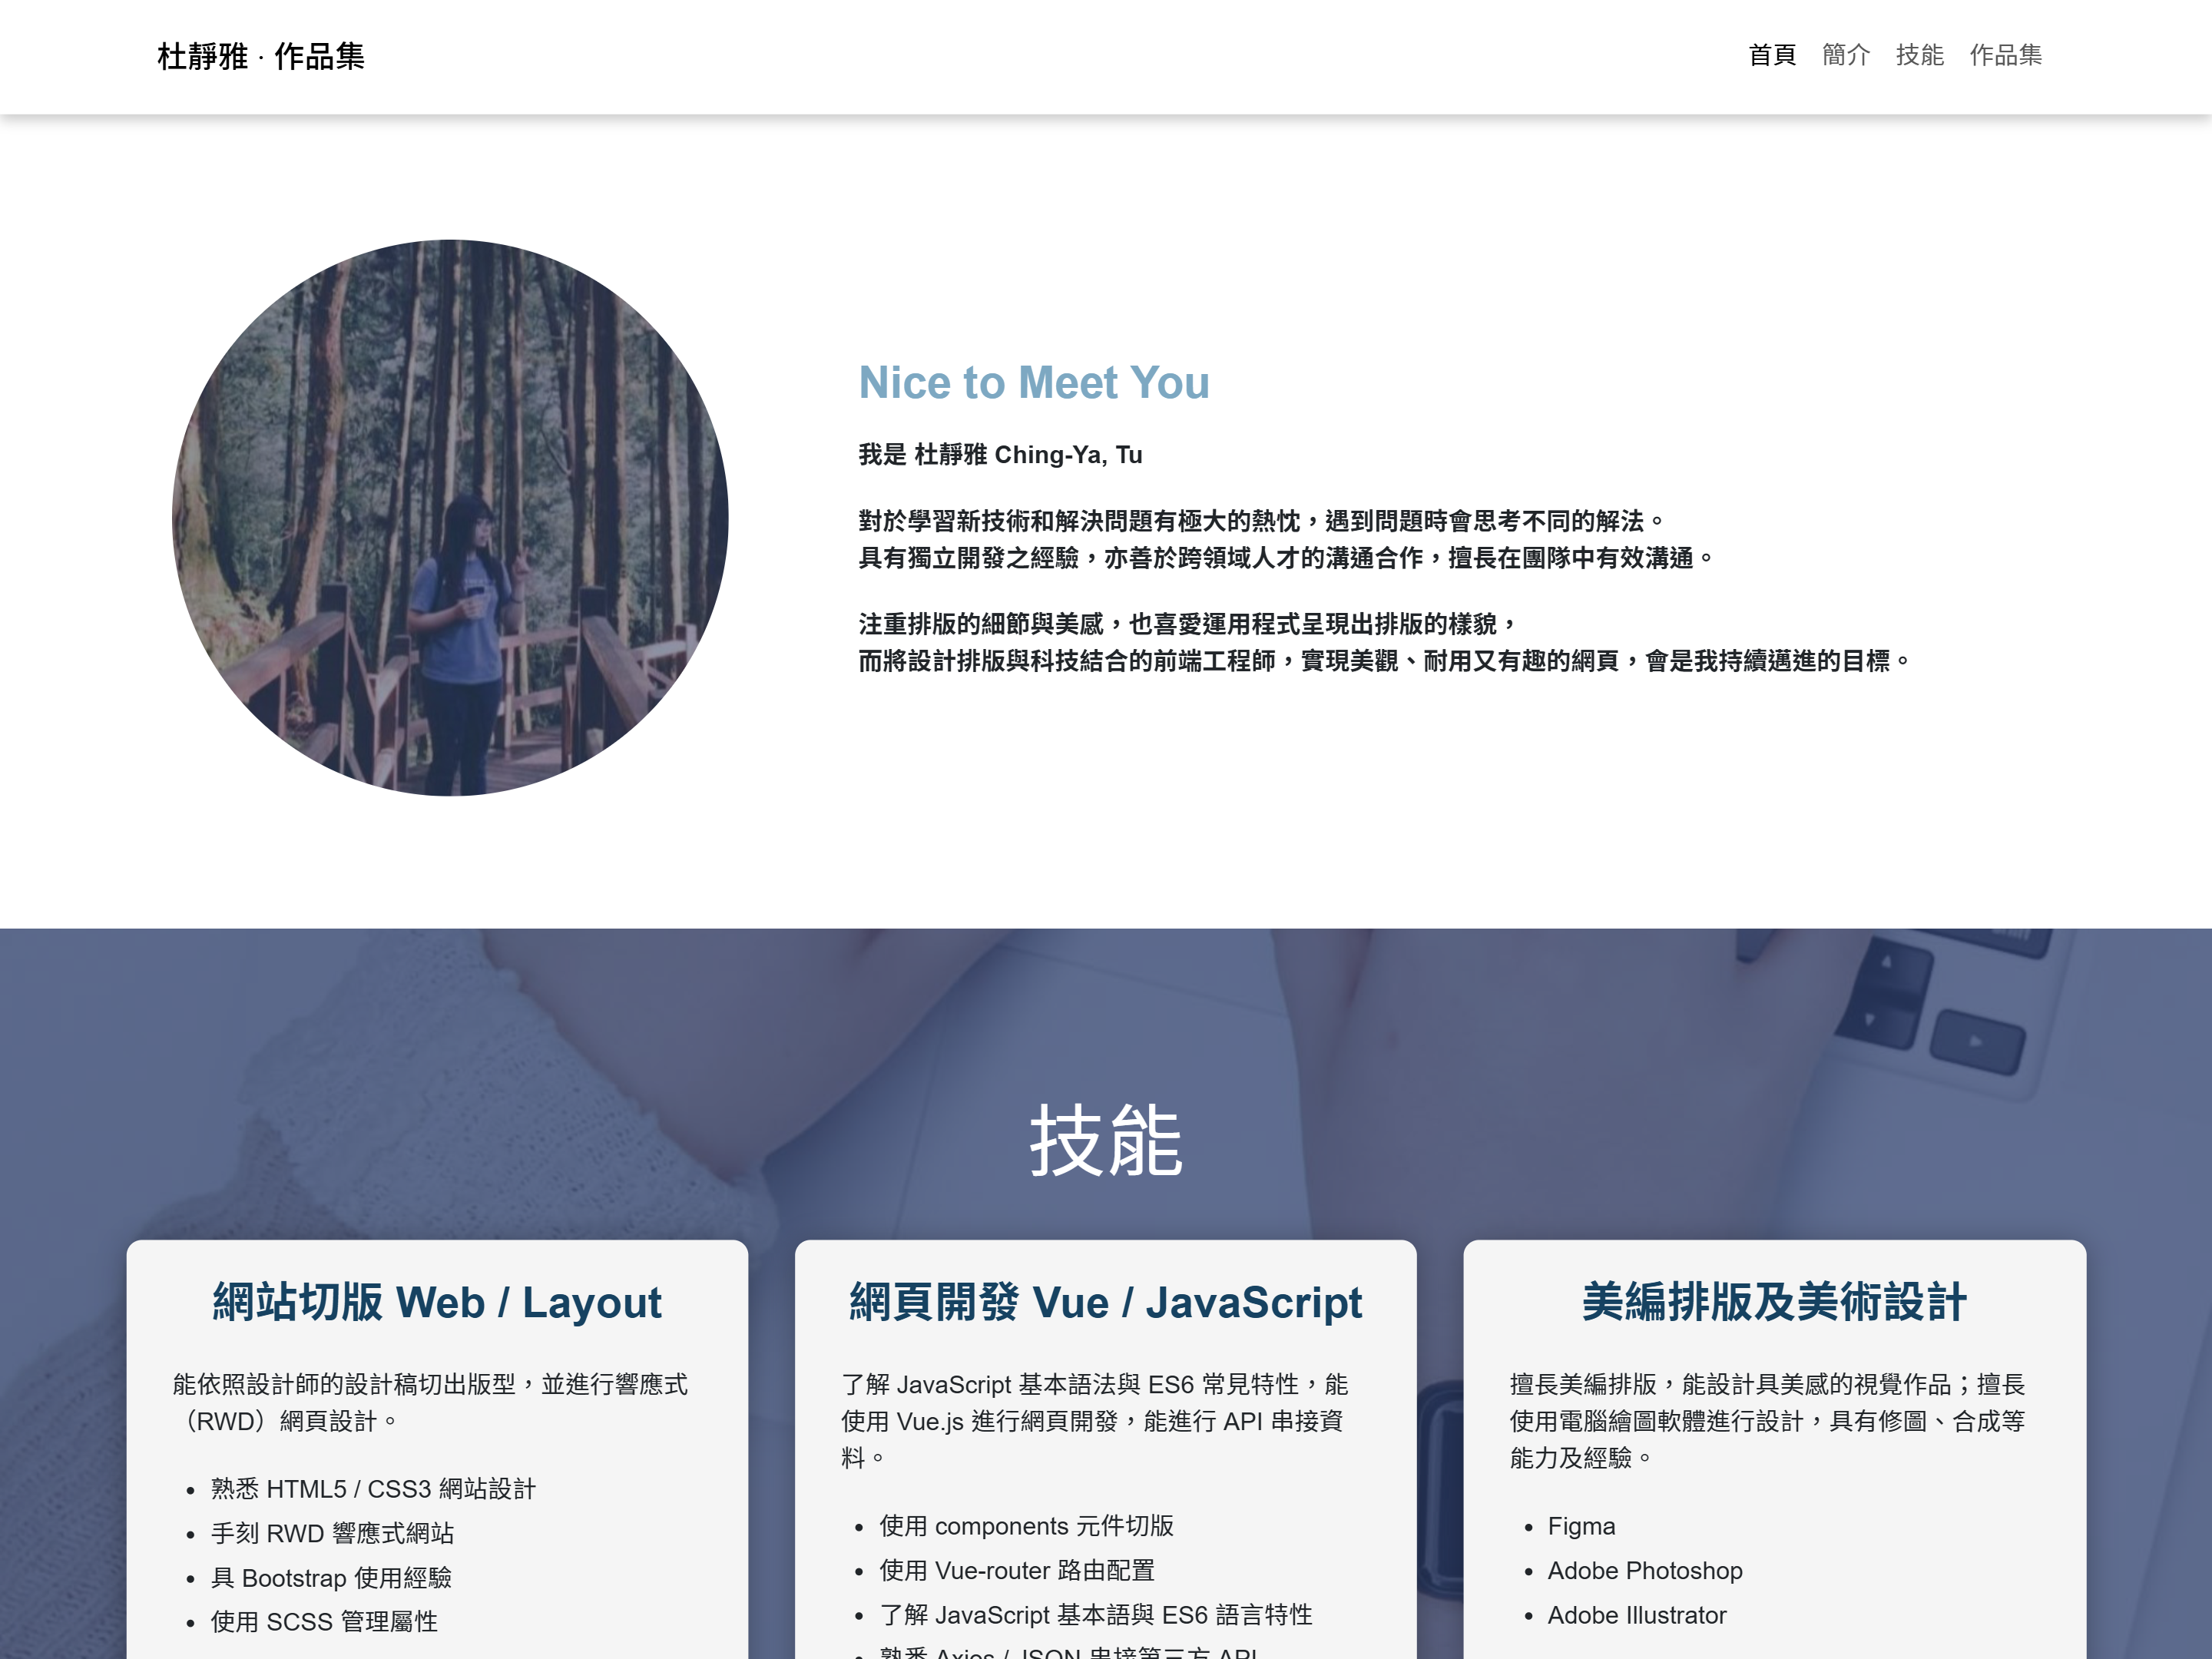 杜靜雅 · 作品集
首頁 簡介 技能 作品集
Nice to Meet You
我是 杜靜雅 Ching-Ya, Tu
對於學習新技術和解決問題有極大的熱忱，遇到問題時會思考不同的解法。
具有獨立開發之經驗，亦善於跨領域人才的溝通合作，擅長在團隊中有效溝通。
注重排版的細節與美感，也喜愛運用程式呈現出排版的樣貌，
而將設計排版與科技結合的前端工程師，實現美觀、耐用又有趣的網頁，會是我持續邁進的目標。
技能
網站切版 Web / Layout
能依照設計師的設計稿切出版型，並進行響應式
（RWD）網頁設計。
• 熟悉 HTML5 / CSS3 網站設計
• 手刻 RWD 響應式網站
• 具 Bootstrap 使用經驗
• 使用 SCSS 管理屬性
網頁開發 Vue / JavaScript
了解 JavaScript 基本語法與 ES6 常見特性，能
使用 Vue.js 進行網頁開發，能進行 API 串接資
料。
• 使用 components 元件切版
• 使用 Vue-router 路由配置
• 了解 JavaScript 基本語與 ES6 語言特性
• 熟悉 Axios / JSON 串接第三方 API
美編排版及美術設計
擅長美編排版，能設計具美感的視覺作品；擅長
使用電腦繪圖軟體進行設計，具有修圖、合成等
能力及經驗。
• Figma
• Adobe Photoshop
• Adobe Illustrator